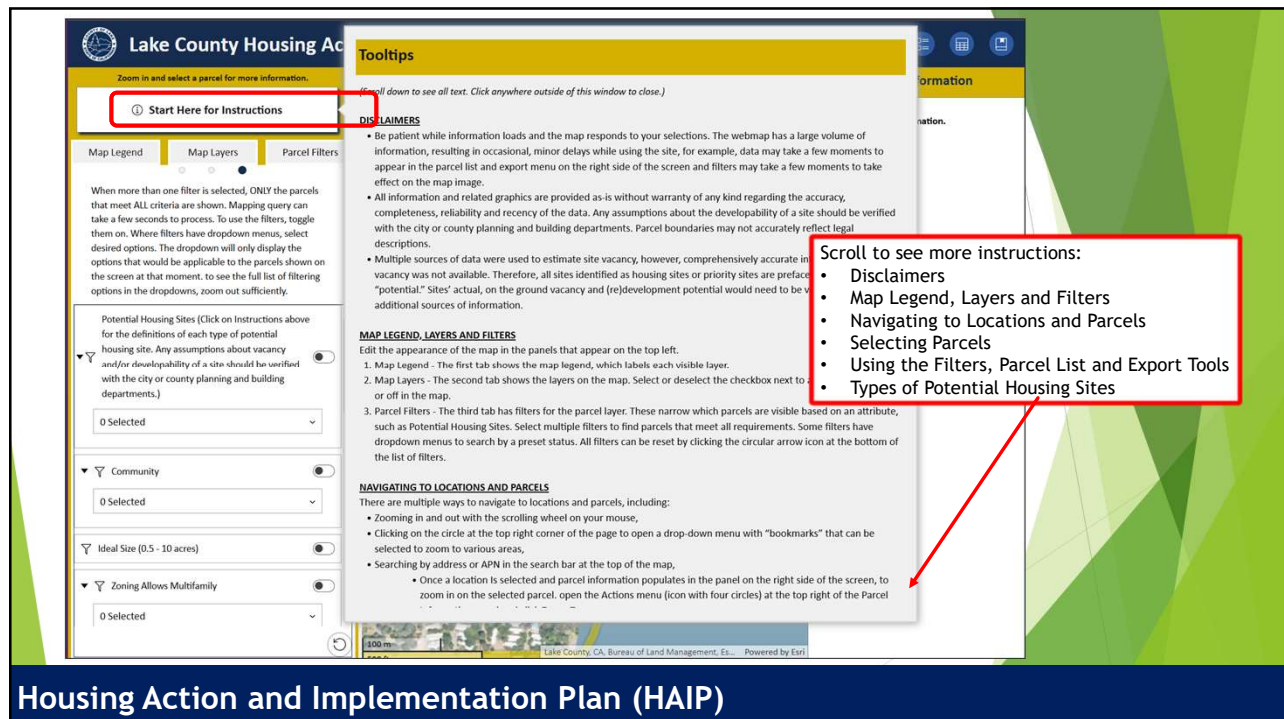 Lake County Housing Ac
Zoom in and select a parcel for more information.
Start Here for Instructions
Map Legend Map Layers Parcel Filters
When more than one filter is selected, ONLY the parcels
that meet ALL criteria are shown. Mapping query can
take a few seconds to process. To use the filters, toggle
them on. Where filters have dropdown menus, select
desired options. The dropdown will only display the
options that would be applicable to the parcels shown on
the screen at that moment. to see the full list of filtering
options in the dropdowns, zoom out sufficiently.
Potential Housing Sites (Click on Instructions above
for the definitions of each type of potential
housing site. Any assumptions about vacancy
and/or developability of a site should be verified
with the city or county planning and building
departments.)
0 Selected
Community
0 Selected
Ideal Size (0.5 - 10 acres)
Zoning Allows Multifamily
0 Selected
Tooltips
(Scroll down to see all text. Click anywhere outside of this window to close.)
DISCLAIMERS
• Be patient while information loads and the map responds to your selections. The webmap has a large volume of
information, resulting in occasional, minor delays while using the site, for example, data may take a few moments to
appear in the parcel list and export menu on the right side of the screen and filters may take a few moments to take
effect on the map image.
• All information and related graphics are provided as-is without warranty of any kind regarding the accuracy,
completeness, reliability and recency of the data. Any assumptions about the developability of a site should be verified
with the city or county planning and building departments. Parcel boundaries may not accurately reflect legal
descriptions.
• Multiple sources of data were used to estimate site vacancy, however, comprehensively accurate in
vacancy was not available. Therefore, all sites identified as housing sites or priority sites are preface
"potential." Sites' actual, on the ground vacancy and (re)development potential would need to be v
additional sources of information.
MAP LEGEND, LAYERS AND FILTERS
Edit the appearance of the map in the panels that appear on the top left.
1. Map Legend - The first tab shows the map legend, which labels each visible layer.
2. Map Layers - The second tab shows the layers on the map. Select or deselect the checkbox next to a
or off in the map.
3. Parcel Filters - The third tab has filters for the parcel layer. These narrow which parcels are visible based on an attribute,
such as Potential Housing Sites. Select multiple filters to find parcels that meet all requirements. Some filters have
dropdown menus to search by a preset status. All filters can be reset by clicking the circular arrow icon at the bottom of
the list of filters.
NAVIGATING TO LOCATIONS AND PARCELS
There are multiple ways to navigate to locations and parcels, including:
• Zooming in and out with the scrolling wheel on your mouse,
• Clicking on the circle at the top right corner of the page to open a drop-down menu with "bookmarks" that can be
selected to zoom to various areas,
• Searching by address or APN in the search bar at the top of the map,
• Once a location Is selected and parcel information populates in the panel on the right side of the screen, to
zoom in on the selected parcel. open the Actions menu (icon with four circles) at the top right of the Parcel
ormation
nation.
Scroll to see more instructions:
• Disclaimers
• Map Legend, Layers and Filters
• Navigating to Locations and Parcels
• Selecting Parcels
• Using the Filters, Parcel List and Export Tools
• Types of Potential Housing Sites
100 m
Lake County, CA, Bureau of Land Management, Es... Powered by Esri
Housing Action and Implementation Plan (HAIP)